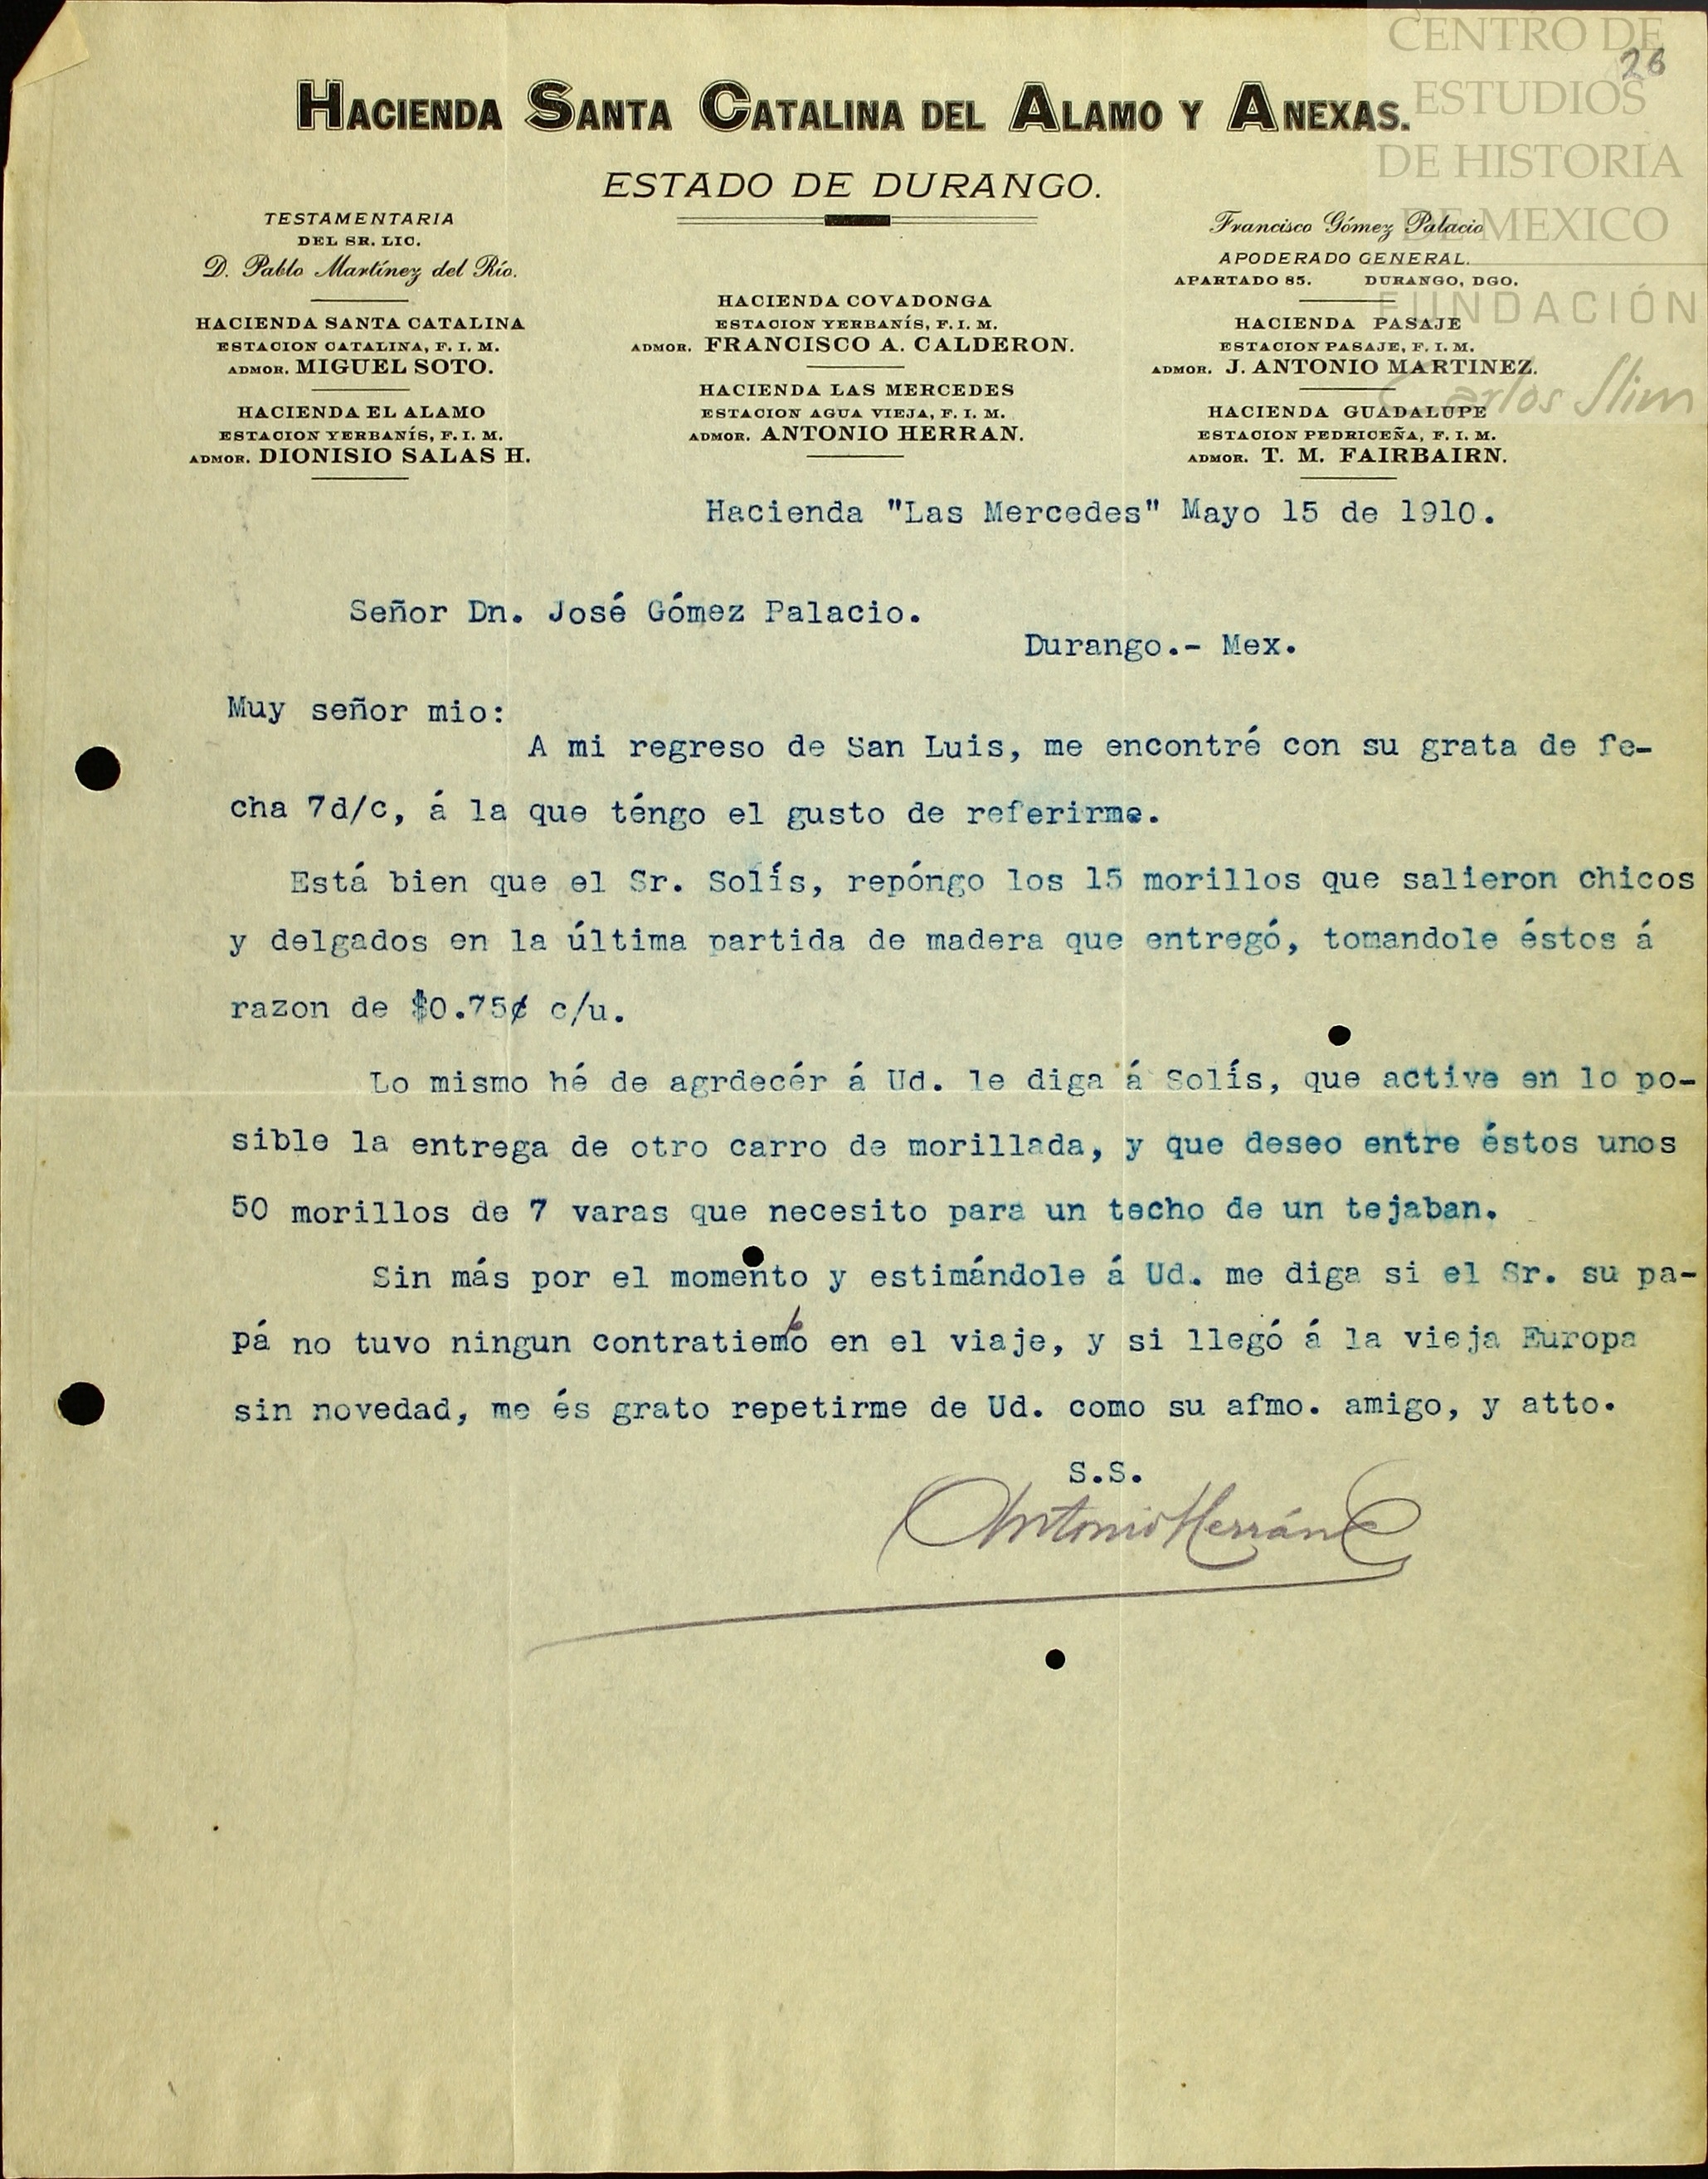 CENTRO DE
ESTUDIOS
DE HISTORIA
DE MEXICO
FUNDACIÓN
Carlos Slim
26
HACIENDA SANTA CATALINA DEL ALAMO Y ANEXAS.
ESTADO DE DURANGO.
TESTAMENTARIA
DEL SR. LIC.
D. Pablo Martínez del Río.
HACIENDA SANTA CATALINA
ESTACION CATALINA, F. I. M.
ADMOR. MIGUEL SOTO.
HACIENDA EL ALAMO
ESTACION YERBANÍS, F. I. M.
ADMOR. DIONISIO SALAS H.
HACIENDA COVADONGA
ESTACION YERBANÍS, F. I. M.
ADMOR. FRANCISCO A. CALDERON.
HACIENDA LAS MERCEDES
ESTACION AGUA VIEJA, F. I. M.
ADMOR. ANTONIO HERRAN.
Francisco Gómez Palacio
APODERADO GENERAL.
APARTADO 85. DURANGO, DGO.
HACIENDA PASAJE
ESTACION PASAJE, F. I. M.
ADMOR. J. ANTONIO MARTINEZ.
HACIENDA GUADALUPE
ESTACION PEDRICEÑA, F. I. M.
ADMOR. T. M. FAIRBAIRN.
Hacienda "Las Mercedes" Mayo 15 de 1910.
Señor Dn. José Gómez Palacio.
Durango.- Mex.
Muy señor mio:
A mi regreso de San Luis, me encontré con su grata de fe-
cha 7d/c, á la que téngo el gusto de referirme.
Está bien que el Sr. Solís, repóngo los 15 morillos que salieron chicos
y delgados en la última partida de madera que entregó, tomandole éstos á
razon de $0.75¢ c/u.
Lo mismo hé de agrdecér á Ud. le diga á Solís, que active en lo po-
sible la entrega de otro carro de morillada, y que deseo entre éstos unos
50 morillos de 7 varas que necesito para un techo de un tejaban.
Sin más por el momento y estimándole á Ud. me diga si el Sr. su pa-
pá no tuvo ningun contratiempo en el viaje, y si llegó á la vieja Europa
sin novedad, me és grato repetirme de Ud. como su afmo. amigo, y atto.
S.S.
Antonio Herrán